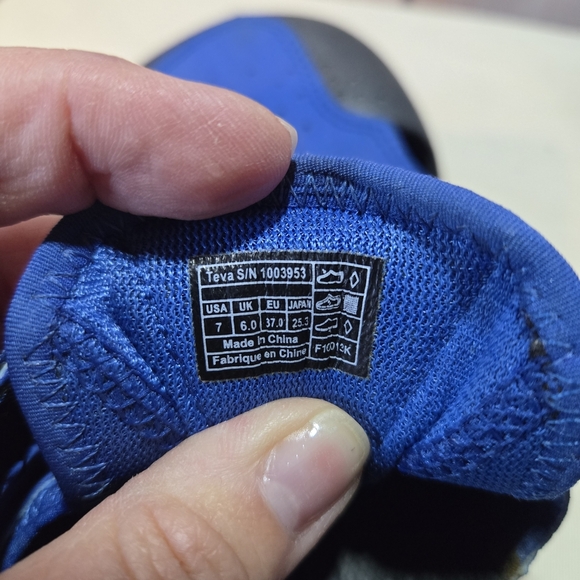 Teva S/N 1003953
USA UK EU JAPAN
7 6.0 37.0 25.3
Made In China
Fabrique en Chine